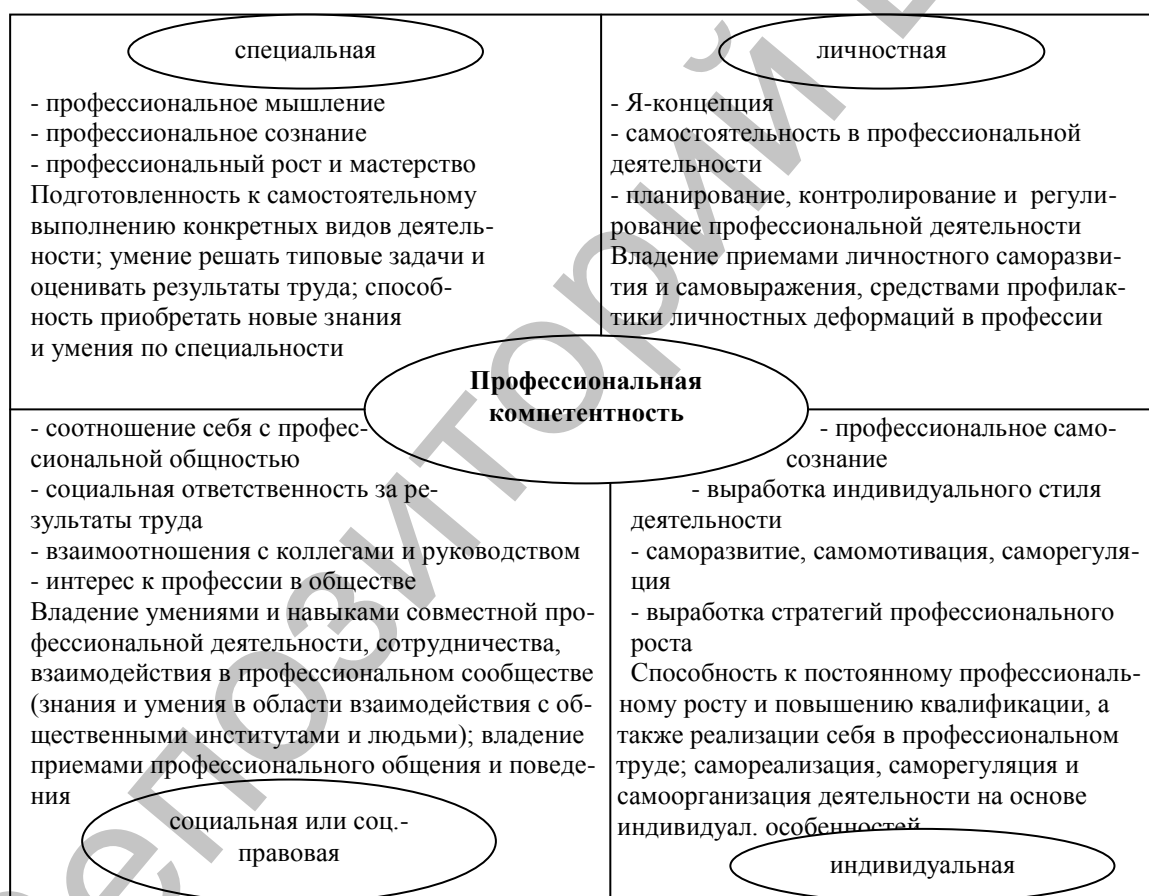 специальная
- профессиональное мышление
- профессиональное сознание
- профессиональный рост и мастерство
Подготовленность к самостоятельному
выполнению конкретных видов деятель-
ности; умение решать типовые задачи и
оценивать результаты труда; способ-
ность приобретать новые знания
и умения по специальности
личностная
- Я-концепция
- самостоятельность в профессиональной
деятельности
- планирование, контролирование и регули-
рование профессиональной деятельности
Владение приемами личностного саморазви-
тия и самовыражения, средствами профилак-
тики личностных деформаций в профессии
Профессиональная
компетентность
- соотношение себя с профес-
сиональной общностью
- социальная ответственность за ре-
зультаты труда
- взаимоотношения с коллегами и руководством
- интерес к профессии в обществе
Владение умениями и навыками совместной про-
фессиональной деятельности, сотрудничества,
взаимодействия в профессиональном сообществе
(знания и умения в области взаимодействия с об-
щественными институтами и людьми); владение
приемами профессионального общения и поведе-
ния
социальная или соц.-
правовая
- профессиональное само-
сознание
- выработка индивидуального стиля
деятельности
- саморазвитие, самомотивация, саморегуля-
ция
- выработка стратегий профессионального
роста
Способность к постоянному профессиональ-
ному росту и повышению квалификации, а
также реализации себя в профессиональном
труде; самореализация, саморегуляция и
самоорганизация деятельности на основе
индивидуал. особенностей
индивидуальная
епозиторий